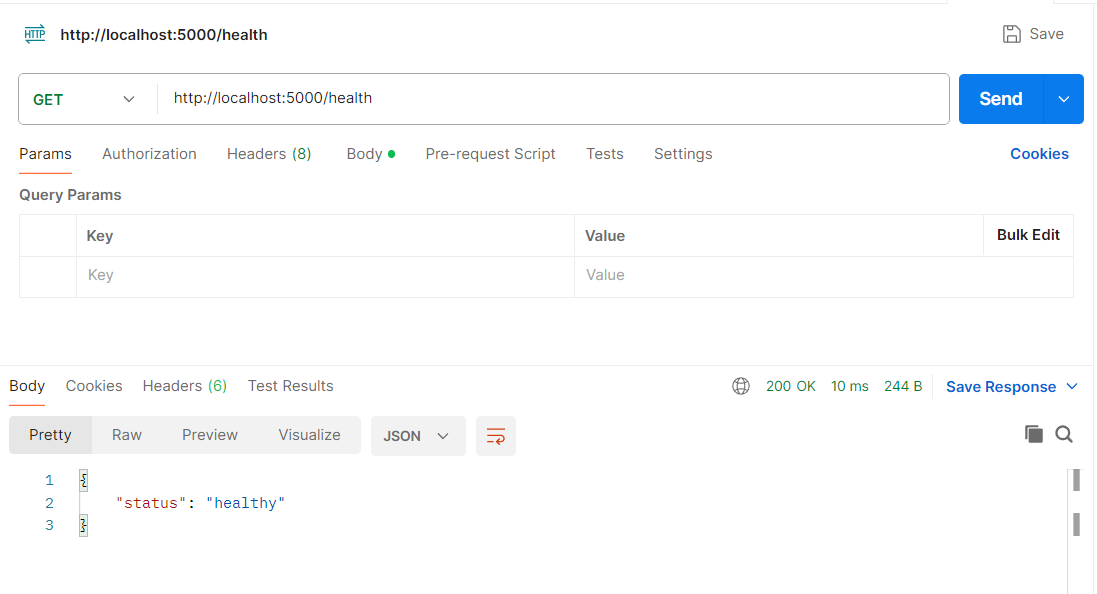 HTTP http://localhost:5000/health Save
GET http://localhost:5000/health Send
Params Authorization Headers (8) Body Pre-request Script Tests Settings Cookies
Query Params
Key Value Bulk Edit
Key Value
Body Cookies Headers (6) Test Results 200 OK 10 ms 244 B Save Response
Pretty Raw Preview Visualize JSON
1 {
2 "status": "healthy"
3 }